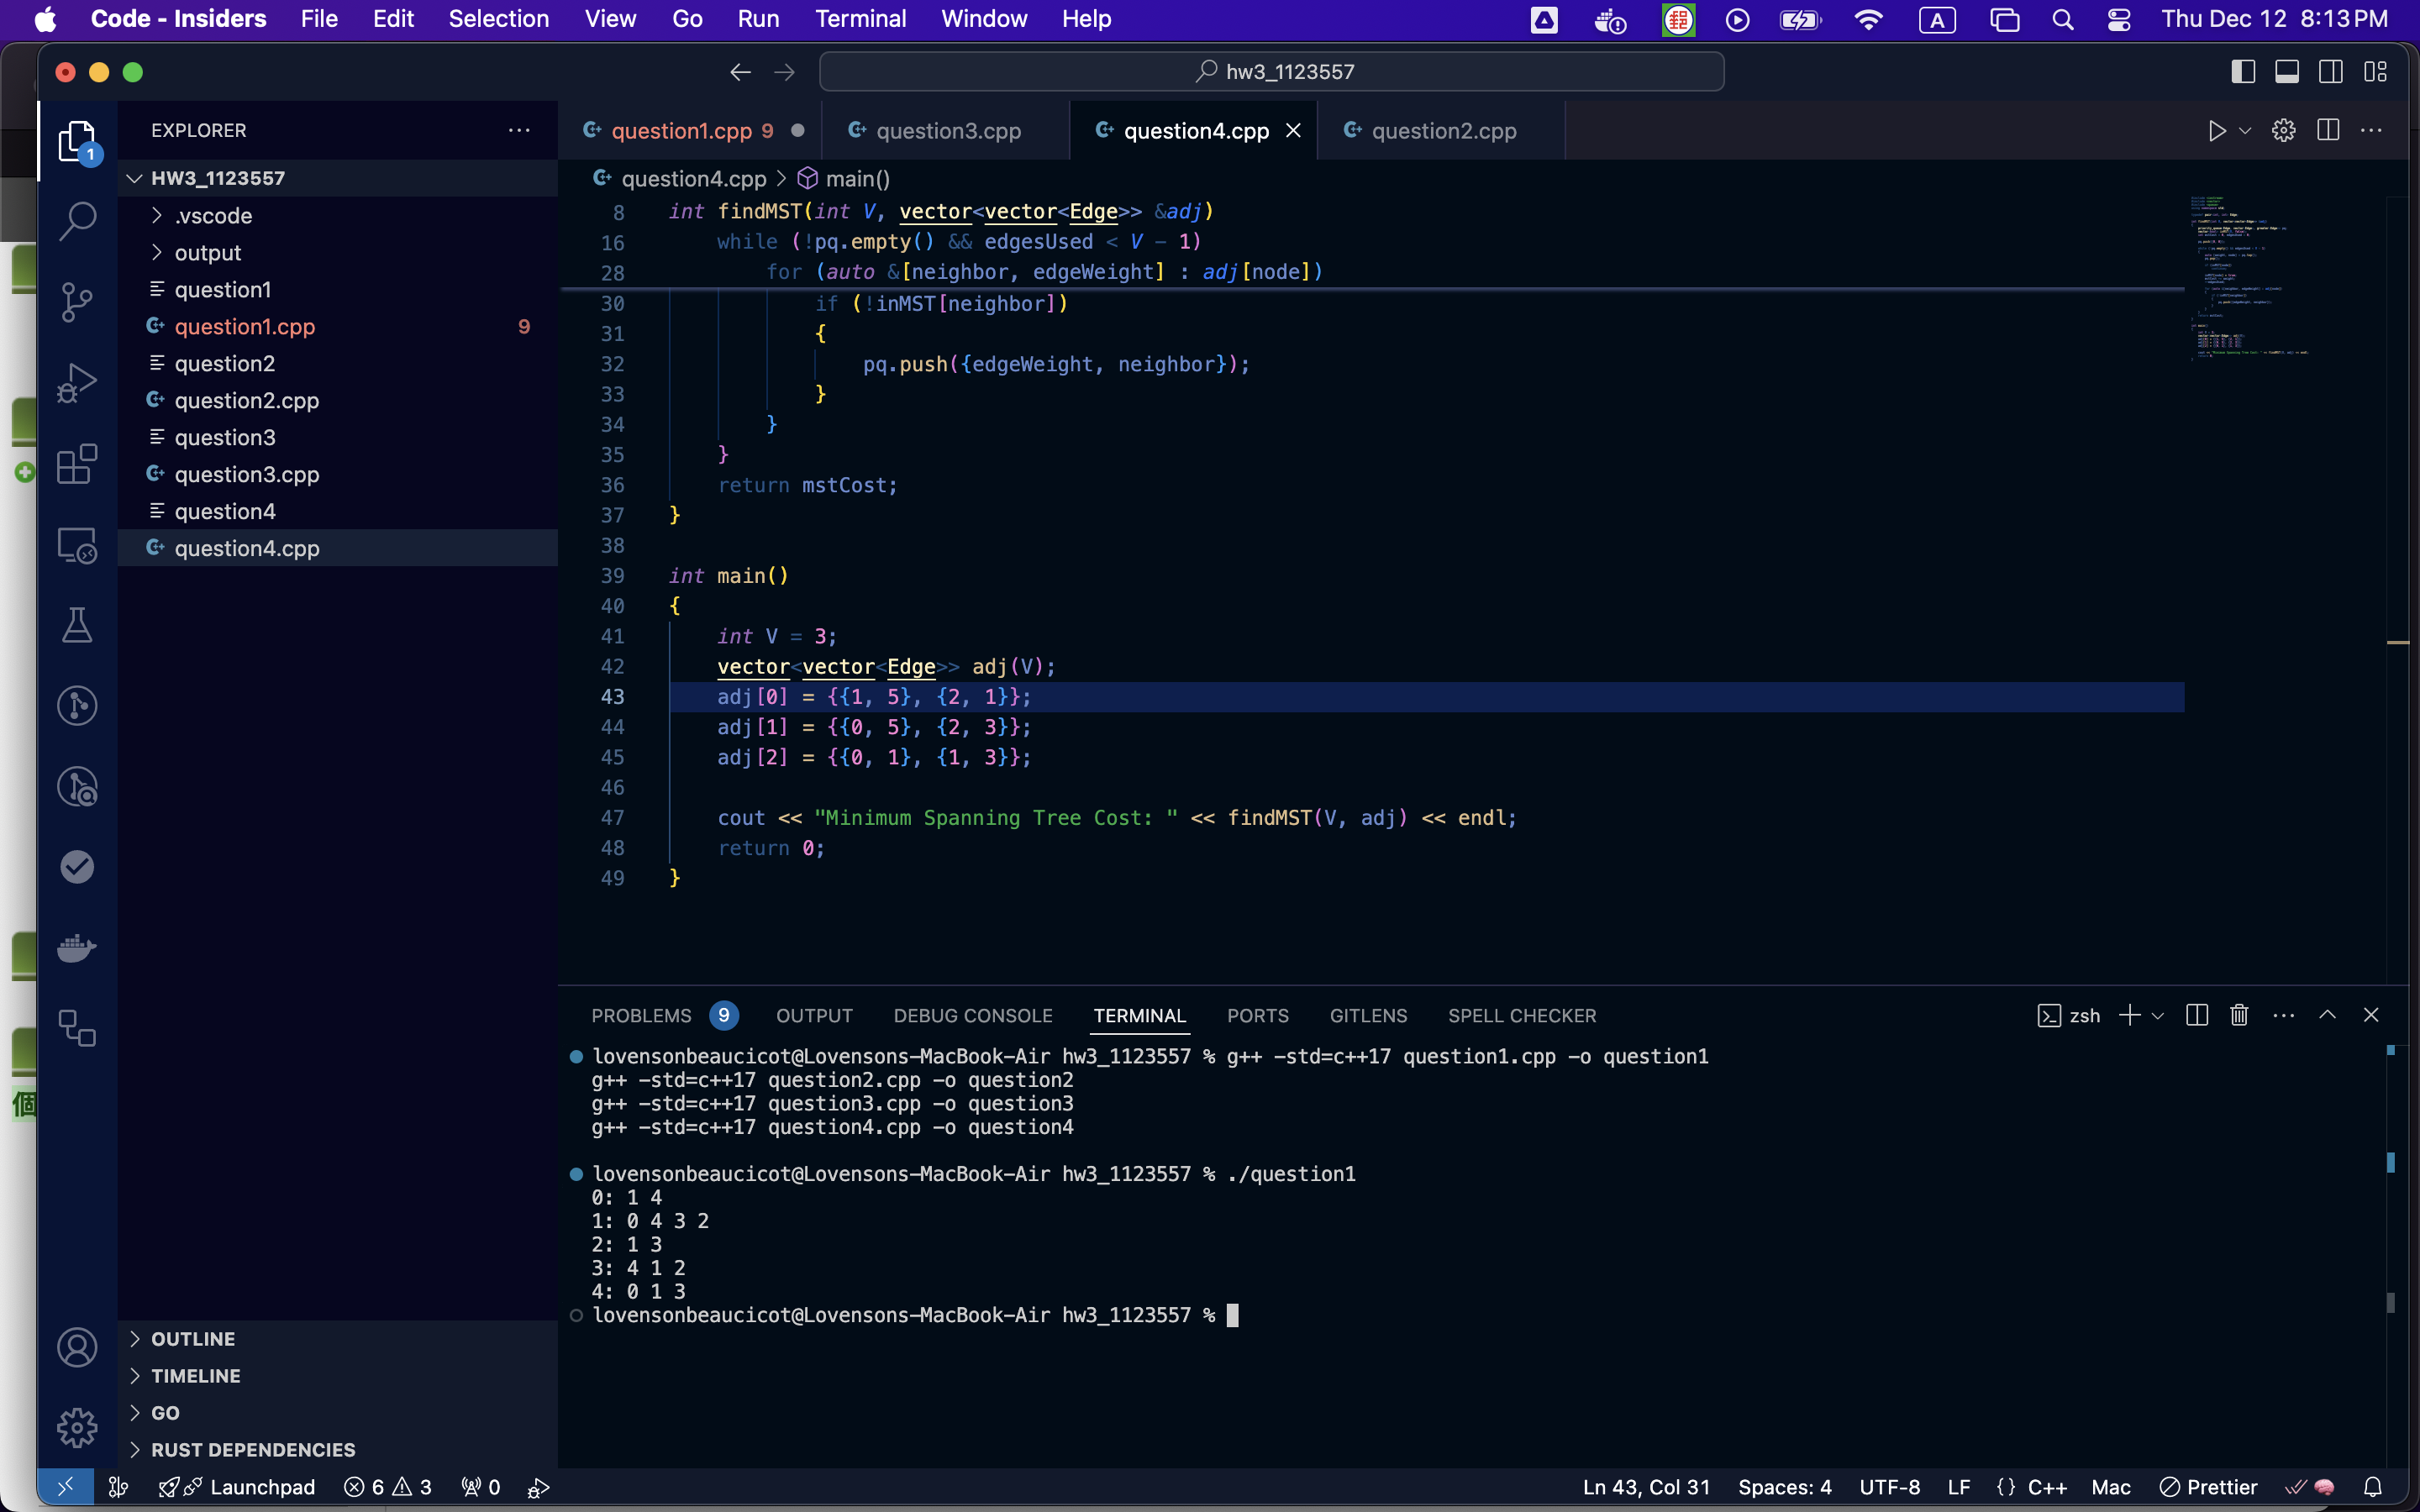 Code - Insiders File Edit Selection View Go Run Terminal Window Help A Thu Dec 12 8:13 PM
hw3_1123557
EXPLORER
HW3_1123557
.vscode
output
question1
question1.cpp 9
question2
question2.cpp
question3
question3.cpp
question4
question4.cpp
OUTLINE
TIMELINE
GO
RUST DEPENDENCIES
1
個
question1.cpp 9 question3.cpp question4.cpp question2.cpp
question4.cpp > main()
8 int findMST(int V, vector<vector<Edge>> &adj)
16 while (!pq.empty() && edgesUsed < V - 1)
28 for (auto &[neighbor, edgeWeight] : adj[node])
30 if (!inMST[neighbor])
31 {
32 pq.push({edgeWeight, neighbor});
33 }
34 }
35 }
36 return mstCost;
37 }
38
39 int main()
40 {
41 int V = 3;
42 vector<vector<Edge>> adj(V);
43 adj[0] = {{1, 5}, {2, 1}};
44 adj[1] = {{0, 5}, {2, 3}};
45 adj[2] = {{0, 1}, {1, 3}};
46
47 cout << "Minimum Spanning Tree Cost: " << findMST(V, adj) << endl;
48 return 0;
49 }
PROBLEMS 9 OUTPUT DEBUG CONSOLE TERMINAL PORTS GITLENS SPELL CHECKER zsh
lovensonbeaucicot@Lovensons-MacBook-Air hw3_1123557 % g++ -std=c++17 question1.cpp -o question1
g++ -std=c++17 question2.cpp -o question2
g++ -std=c++17 question3.cpp -o question3
g++ -std=c++17 question4.cpp -o question4
lovensonbeaucicot@Lovensons-MacBook-Air hw3_1123557 % ./question1
0: 1 4
1: 0 4 3 2
2: 1 3
3: 4 1 2
4: 0 1 3
lovensonbeaucicot@Lovensons-MacBook-Air hw3_1123557 %
Launchpad 6 3 0 Ln 43, Col 31 Spaces: 4 UTF-8 LF {} C++ Mac Prettier